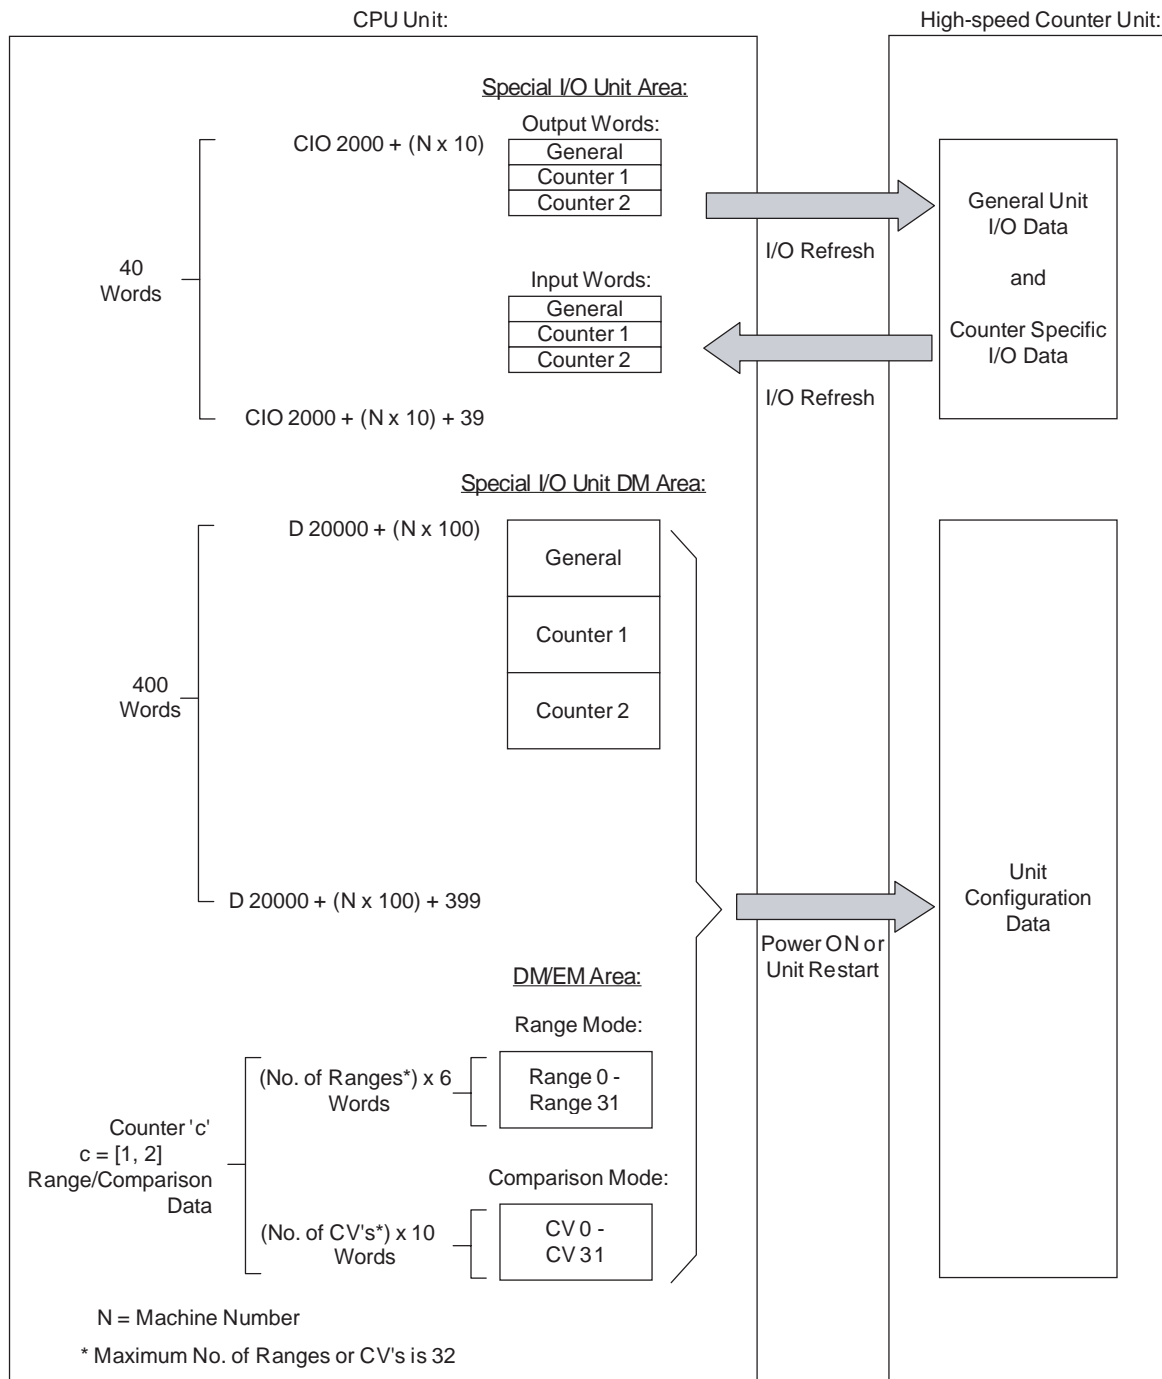 CPU Unit:
High-speed Counter Unit:
Special I/O Unit Area:
Output Words:
CIO 2000 + (N x 10)
General
Counter 1
Counter 2
I/O Refresh
General Unit
I/O Data
and
Counter Specific
I/O Data
40
Words
Input Words:
General
Counter 1
Counter 2
I/O Refresh
CIO 2000 + (N x 10) + 39
Special I/O Unit DM Area:
D 20000 + (N x 100)
General
Counter 1
Counter 2
400
Words
D 20000 + (N x 100) + 399
Power ON or
Unit Restart
Unit
Configuration
Data
DM/EM Area:
Range Mode:
(No. of Ranges*) x 6
Words
Range 0 -
Range 31
Counter 'c'
c = [1, 2]
Range/Comparison
Data
Comparison Mode:
(No. of CV's*) x 10
Words
CV 0 -
CV 31
N = Machine Number
* Maximum No. of Ranges or CV's is 32